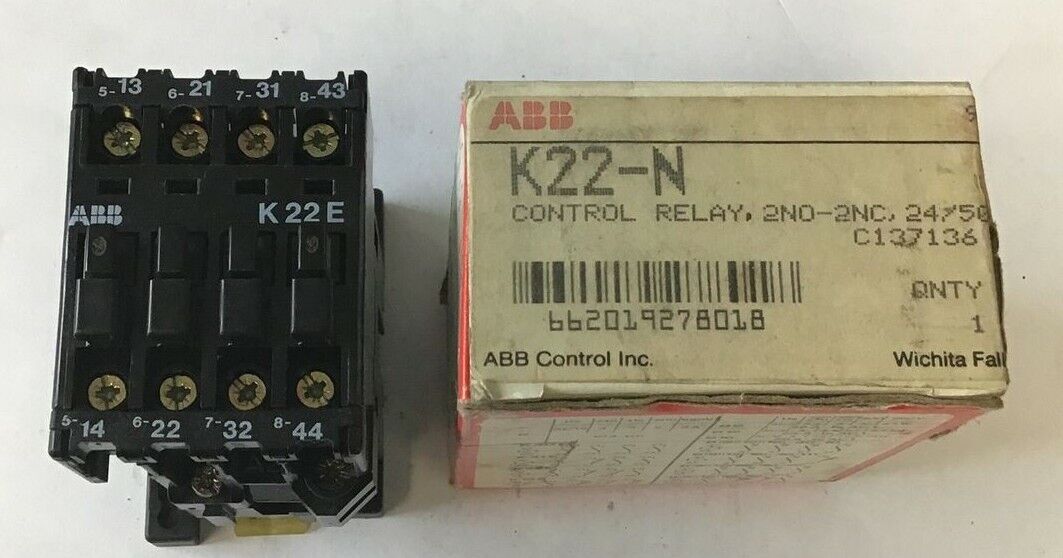 5-13 6-21 7-31 8-43
ABB K 22 E
5-14 6-22 7-32 8-44
ABB
K22-N
CONTROL RELAY, 2NO-2NC, 24/50
C137136
662019278018
QNTY
1
ABB Control Inc. Wichita Fal